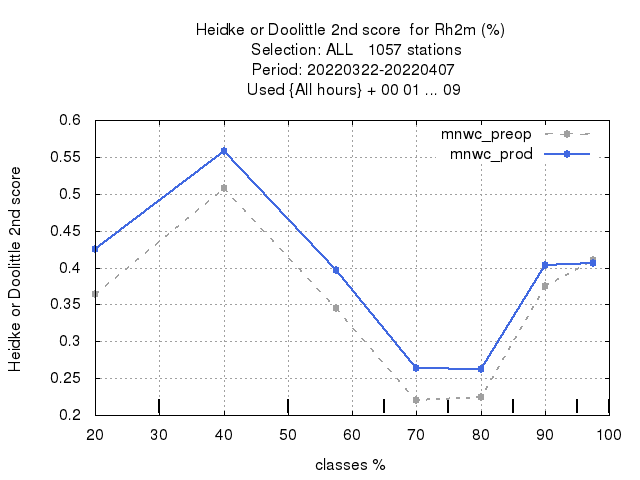 Heidke or Doolittle 2nd score  for Rh2m (%)
Selection: ALL   1057 stations
Period: 20220322-20220407
Used {All hours} + 00 01 ... 09
mnwc_preop
mnwc_prod
0.6
0.55
0.5
0.45
0.4
0.35
0.3
0.25
0.2
Heidke or Doolittle 2nd score
20 30 40 50 60 70 80 90 100
classes %